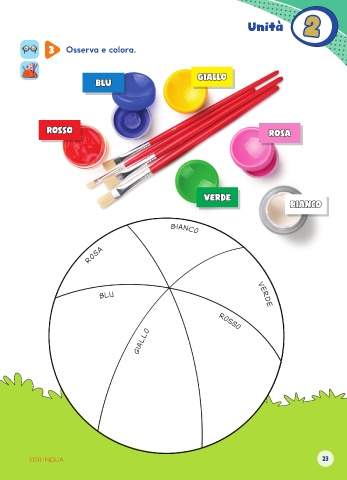 Unità 2
3 Osserva e colora.
BLU
GIALLO
ROSSO
ROSA
VERDE
BIANCO
BIANCO
ROSA
VERDE
BLU
ROSSO
GIALLO
EDILINGUA
23